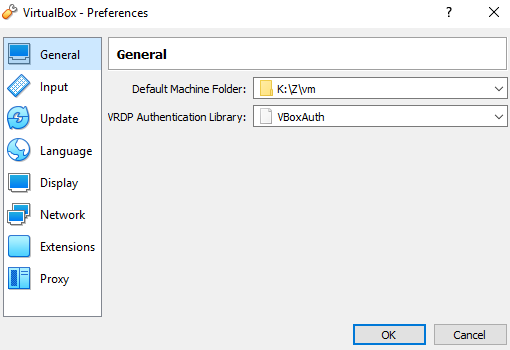 VirtualBox - Preferences
?
General
Input
Update
Language
Display
Network
Extensions
Proxy
General
Default Machine Folder: K:\Z\vm
VRDP Authentication Library: VBoxAuth
OK Cancel